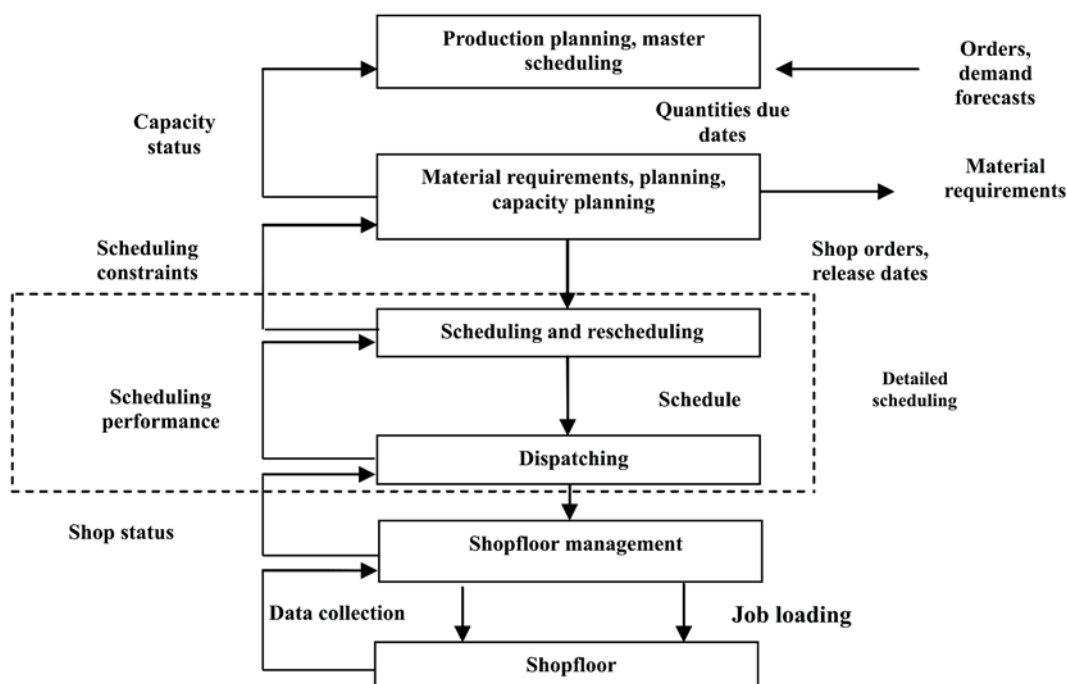 Production planning, master
scheduling
Orders,
demand
forecasts
Capacity
status
Quantities due
dates
Material requirements, planning,
capacity planning
Material
requirements
Scheduling
constraints
Shop orders,
release dates
Scheduling and rescheduling
Scheduling
performance
Schedule
Detailed
scheduling
Dispatching
Shop status
Shopfloor management
Data collection
Job loading
Shopfloor